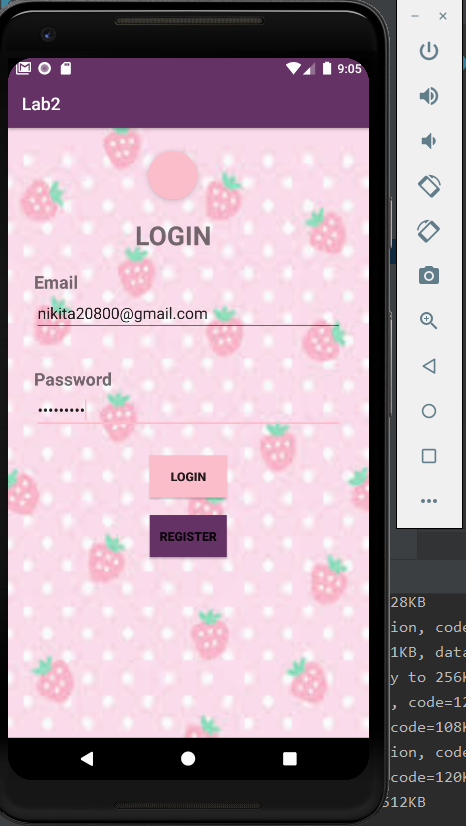 9:05
Lab2
LOGIN
Email
nikita20800@gmail.com
Password
•••••••••
LOGIN
REGISTER
28KB
ion, code
1KB, data
y to 256K
, code=12
code=108K
ion, code
code=120K
512KB